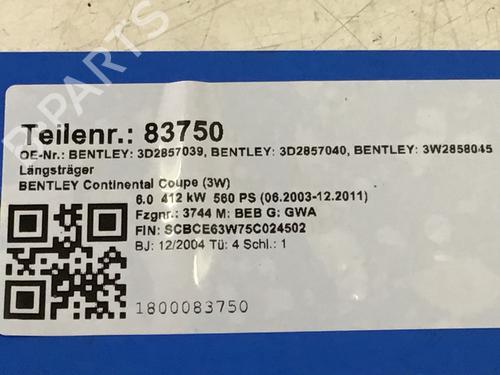 Teilenr.: 83750
OE-Nr.: BENTLEY: 3D2857039, BENTLEY: 3D2857040, BENTLEY: 3W2858045
Längsträger
BENTLEY Continental Coupe (3W)
6.0 412 kW 560 PS (06.2003-12.2011)
Fzgnr.: 3744 M: BEB G: GWA
FIN: SCBCE63W75C024502
BJ: 12/2004 Tü: 4 Schl.: 1
1800083750
B-PARTS